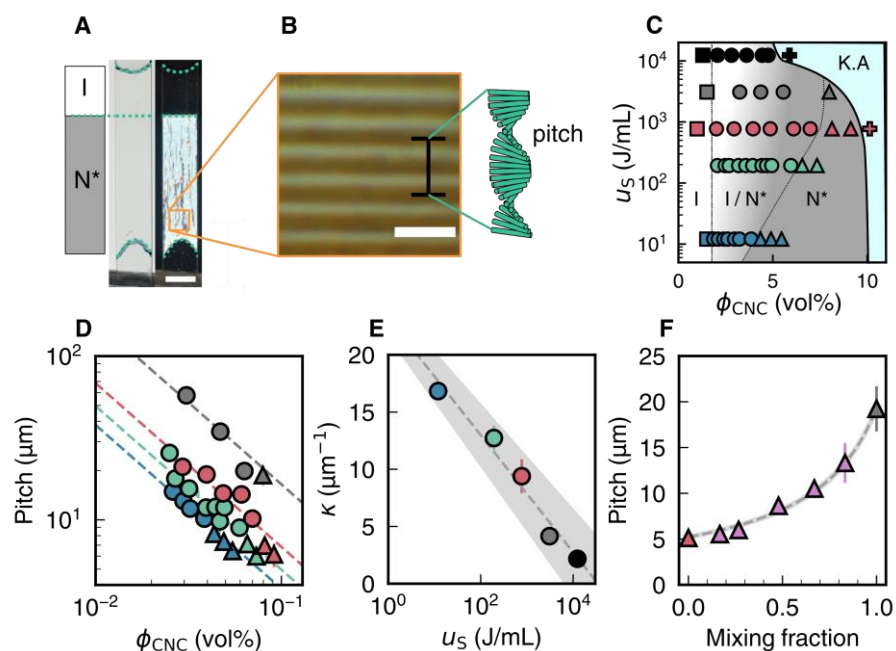 A
B
C
I
N*
pitch
u_S (J/mL)
10⁴
10³
10²
10¹
K.A
I
I / N*
N*
0
5
10
ϕ_CNC (vol%)
D
E
F
Pitch (µm)
10²
10¹
10⁻²
10⁻¹
ϕ_CNC (vol%)
κ (µm⁻¹)
20
15
10
5
0
10⁰
10²
10⁴
u_S (J/mL)
Pitch (µm)
25
20
15
10
5
0
0.0
0.5
1.0
Mixing fraction